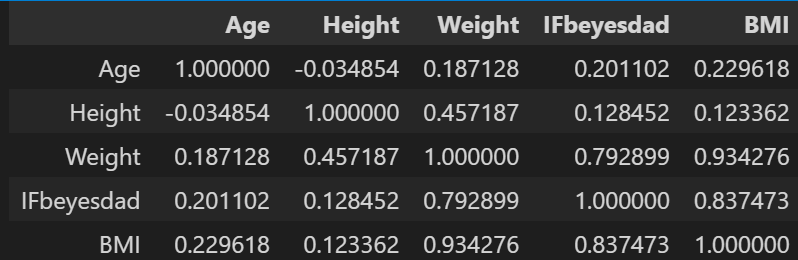 Age Height Weight IFbeyesdad BMI
Age 1.000000 -0.034854 0.187128 0.201102 0.229618
Height -0.034854 1.000000 0.457187 0.128452 0.123362
Weight 0.187128 0.457187 1.000000 0.792899 0.934276
IFbeyesdad 0.201102 0.128452 0.792899 1.000000 0.837473
BMI 0.229618 0.123362 0.934276 0.837473 1.000000